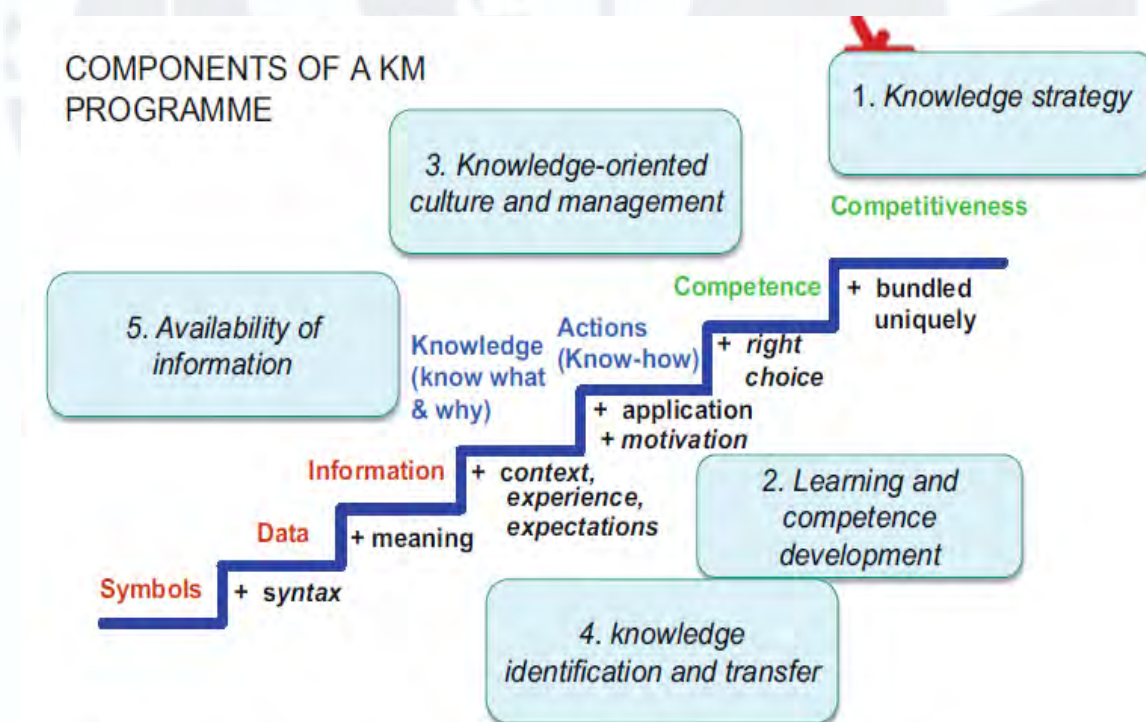 COMPONENTS OF A KM
PROGRAMME
1. Knowledge strategy
3. Knowledge-oriented
culture and management
Competitiveness
5. Availability of
information
Competence
+ bundled
uniquely
Actions
(Know-how)
+ right
choice
Knowledge
(know what
& why)
+ application
+ motivation
Information
+ context,
experience,
expectations
2. Learning and
competence
development
Data
+ meaning
Symbols
+ syntax
4. knowledge
identification and transfer